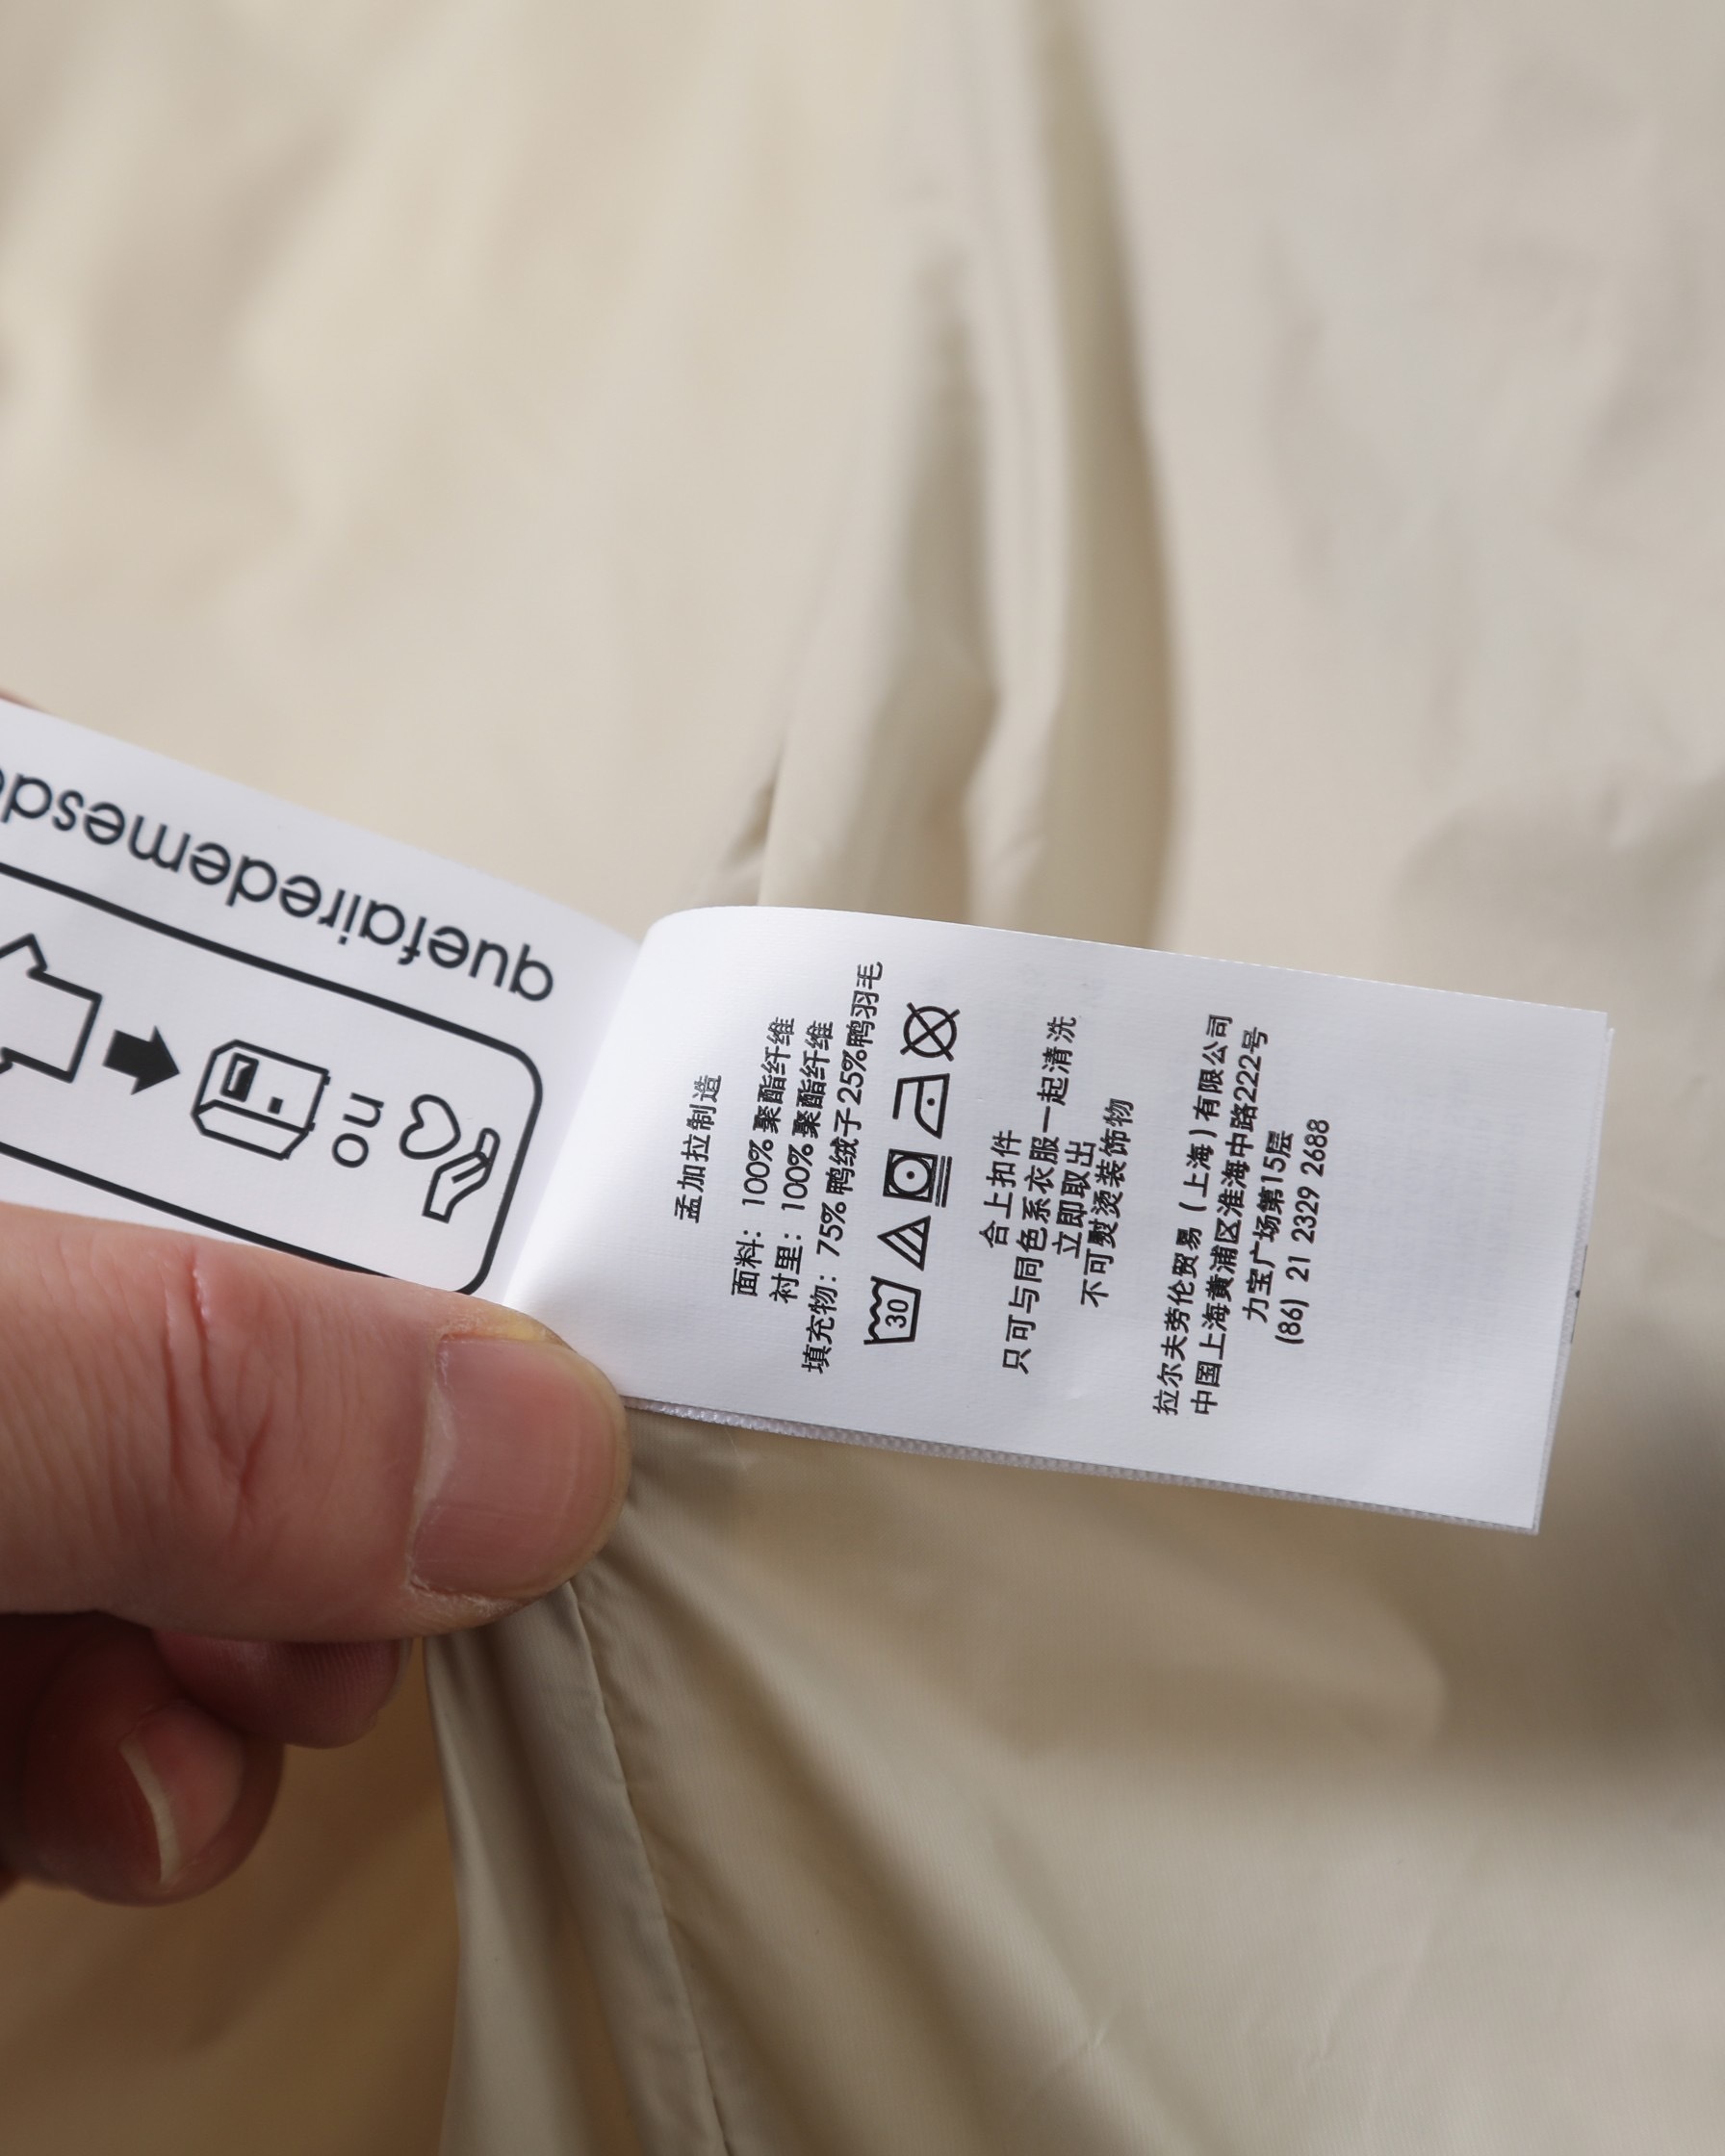 quefairedemesd
ou
孟加拉制造
面料: 100% 聚酯纤维
衬里: 100% 聚酯纤维
填充物: 75% 鸭绒子 25%鸭羽毛
30
合上扣件
只可与同色系衣服一起清洗
立即取出
不可熨烫装饰物
拉尔夫劳伦贸易 (上海) 有限公司
中国上海黄浦区淮海中路222号
力宝广场第15层
(86) 21 2329 2688